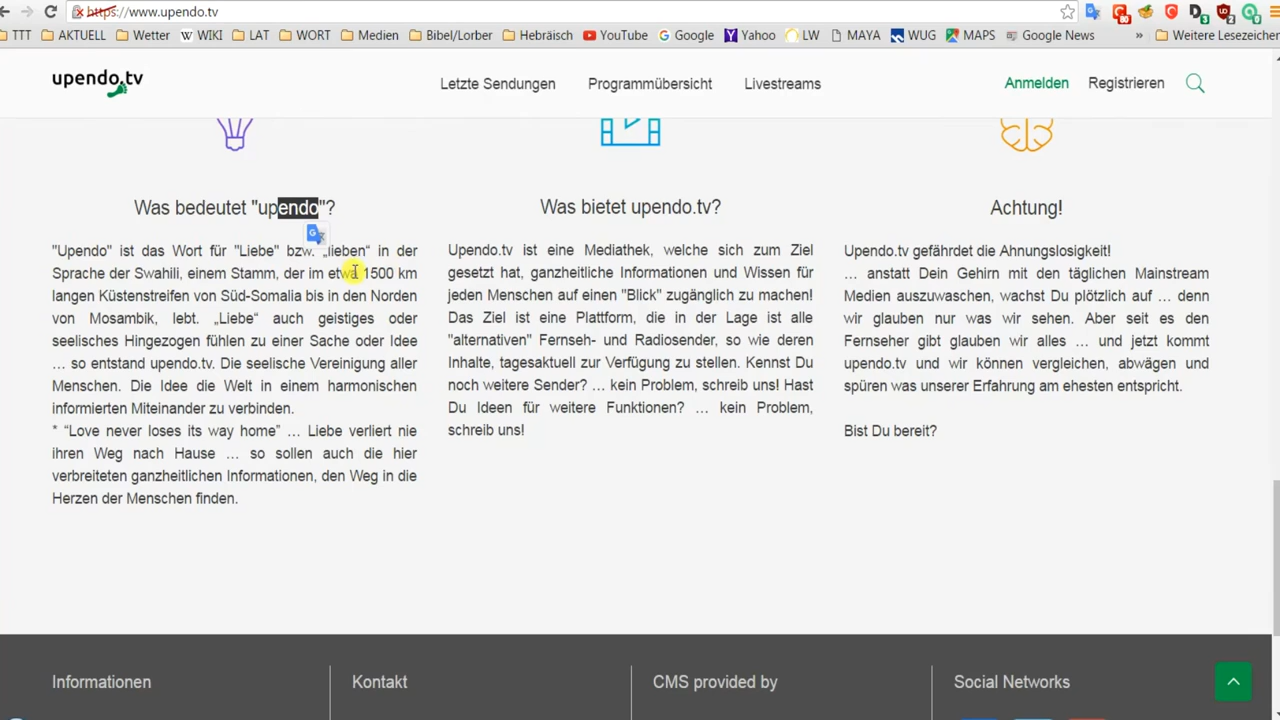 https://www.upendo.tv
80
3
2
0
TTT AKTUELL Wetter WIKI LAT WORT Medien Bibel/Lorber Hebräisch YouTube Google Yahoo LW MAYA WUG MAPS Google News » Weitere Lesezeichen
upendo.tv
Letzte Sendungen Programmübersicht Livestreams Anmelden Registrieren
Was bedeutet "upendo"?
"Upendo" ist das Wort für "Liebe" bzw. „lieben“ in der
Sprache der Swahili, einem Stamm, der im etwa 1500 km
langen Küstenstreifen von Süd-Somalia bis in den Norden
von Mosambik, lebt. „Liebe“ auch geistiges oder
seelisches Hingezogen fühlen zu einer Sache oder Idee
… so entstand upendo.tv. Die seelische Vereinigung aller
Menschen. Die Idee die Welt in einem harmonischen
informierten Miteinander zu verbinden.
* “Love never loses its way home” … Liebe verliert nie
ihren Weg nach Hause … so sollen auch die hier
verbreiteten ganzheitlichen Informationen, den Weg in die
Herzen der Menschen finden.
Was bietet upendo.tv?
Upendo.tv ist eine Mediathek, welche sich zum Ziel
gesetzt hat, ganzheitliche Informationen und Wissen für
jeden Menschen auf einen "Blick" zugänglich zu machen!
Das Ziel ist eine Plattform, die in der Lage ist alle
"alternativen" Fernseh- und Radiosender, so wie deren
Inhalte, tagesaktuell zur Verfügung zu stellen. Kennst Du
noch weitere Sender? … kein Problem, schreib uns! Hast
Du Ideen für weitere Funktionen? … kein Problem,
schreib uns!
Achtung!
Upendo.tv gefährdet die Ahnungslosigkeit!
… anstatt Dein Gehirn mit den täglichen Mainstream
Medien auszuwaschen, wachst Du plötzlich auf … denn
wir glauben nur was wir sehen. Aber seit es den
Fernseher gibt glauben wir alles … und jetzt kommt
upendo.tv und wir können vergleichen, abwägen und
spüren was unserer Erfahrung am ehesten entspricht.
Bist Du bereit?
Informationen
Kontakt
CMS provided by
Social Networks